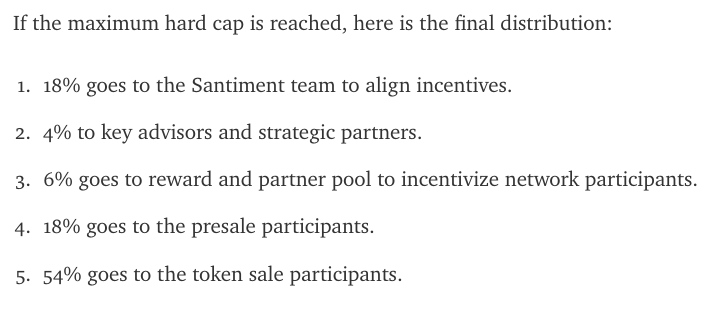 If the maximum hard cap is reached, here is the final distribution:
1. 18% goes to the Santiment team to align incentives.
2. 4% to key advisors and strategic partners.
3. 6% goes to reward and partner pool to incentivize network participants.
4. 18% goes to the presale participants.
5. 54% goes to the token sale participants.